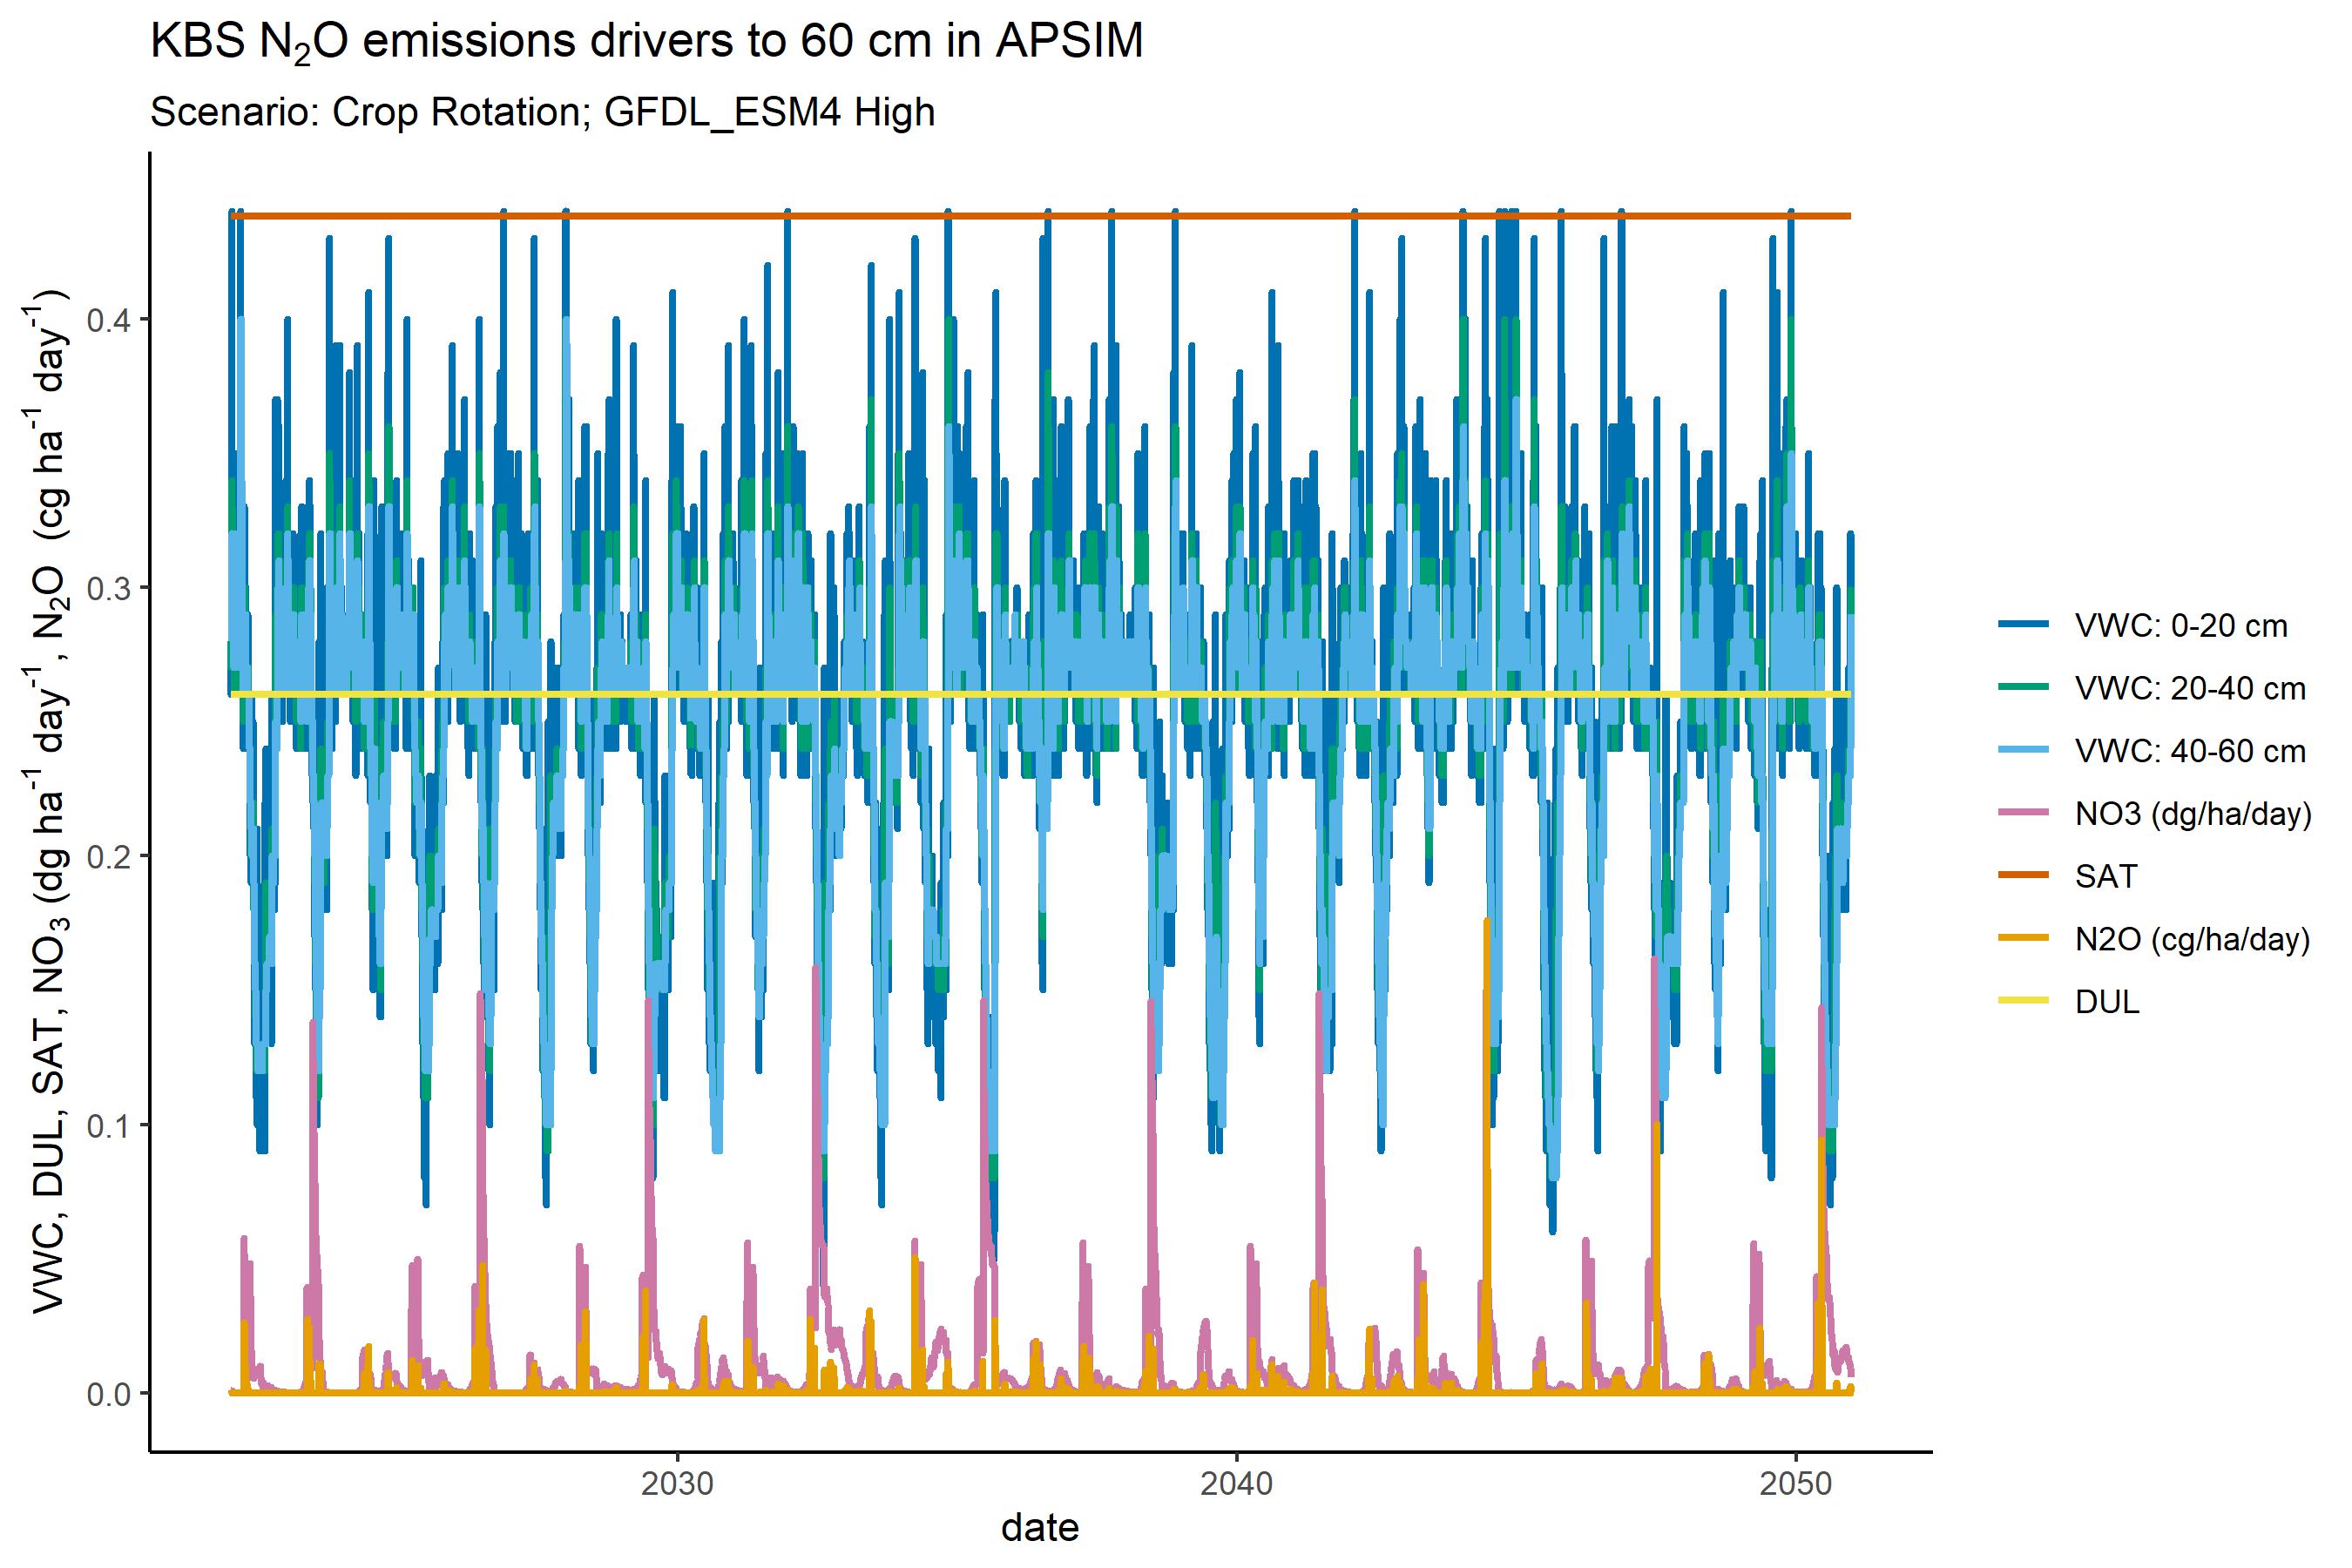 KBS N₂O emissions drivers to 60 cm in APSIM
Scenario: Crop Rotation; GFDL_ESM4 High
VWC, DUL, SAT, NO₃ (dg ha⁻¹ day⁻¹, N₂O (cg ha⁻¹ day⁻¹)
0.4
0.3
0.2
0.1
0.0
2030
2040
2050
date
VWC: 0-20 cm
VWC: 20-40 cm
VWC: 40-60 cm
NO3 (dg/ha/day)
SAT
N2O (cg/ha/day)
DUL